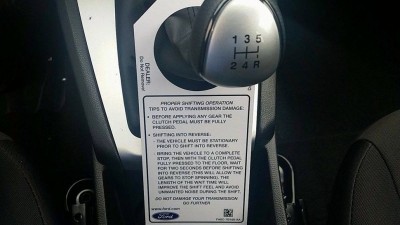 1 3 5
2 4 R
DEALER:
Do Not Remove!
PROPER SHIFTING OPERATION
TIPS TO AVOID TRANSMISSION DAMAGE:
• BEFORE APPLYING ANY GEAR THE
CLUTCH PEDAL MUST BE FULLY
PRESSED.
• SHIFTING INTO REVERSE:
- THE VEHICLE MUST BE STATIONARY
PRIOR TO SHIFT INTO REVERSE.
- BRING THE VEHICLE TO A COMPLETE
STOP, THEN WITH THE CLUTCH PEDAL
FULLY PRESSED TO THE FLOOR, WAIT
FOR TWO SECONDS BEFORE SHIFTING
INTO REVERSE (THIS WILL ALLOW THE
GEARS TO STOP SPINNING). THE
LENGTH OF THE WAIT TIME WILL
IMPROVE THE SHIFT FEEL AND AVOID
UNWANTED NOISE DURING THE SHIFT.
DO NOT DAMAGE YOUR TRANSMISSION
GO FURTHER
www.ford.com
Ford